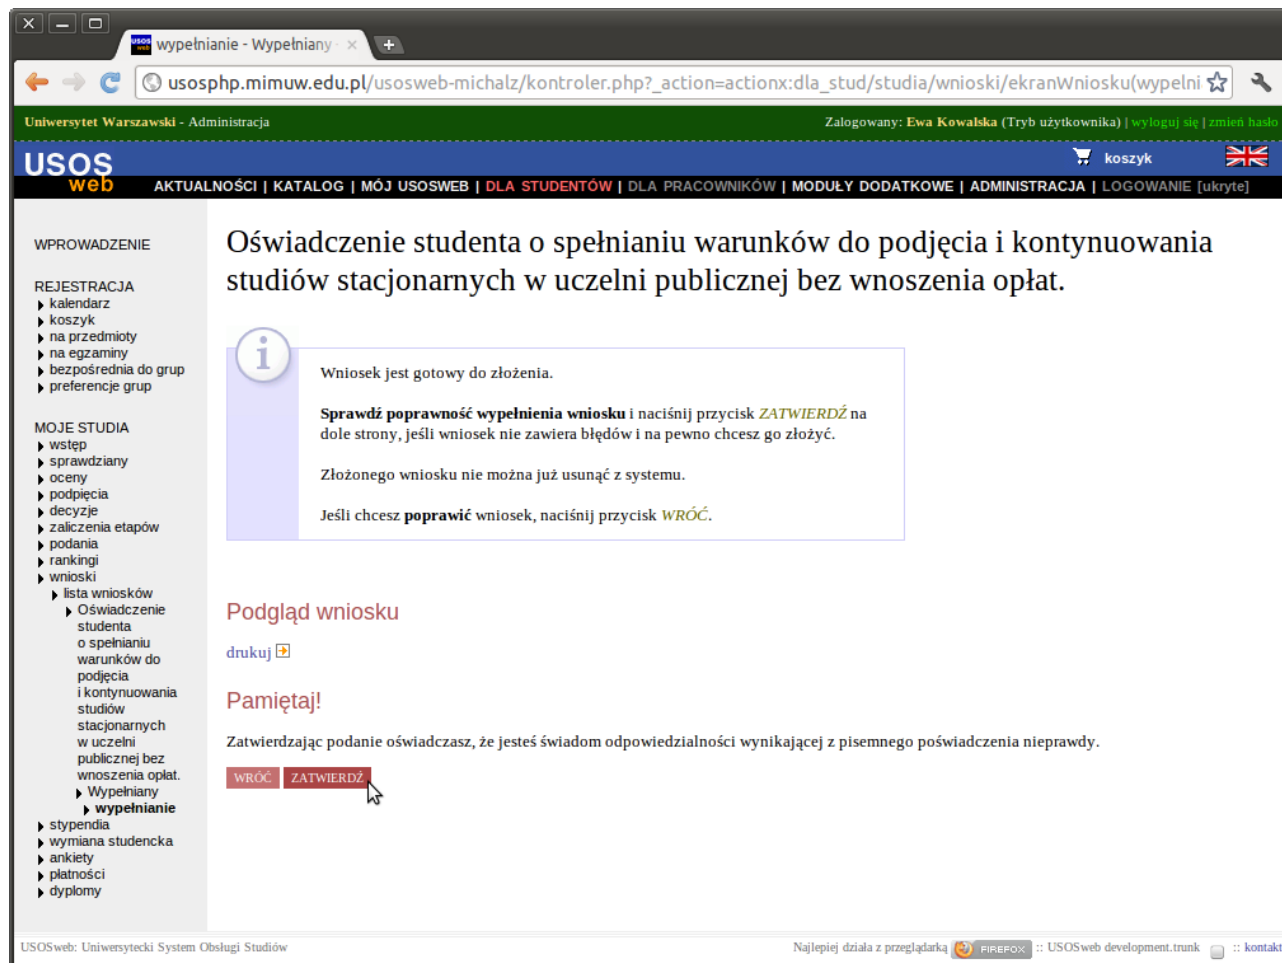 wypełnianie - Wypełniany
usosphp.mimuw.edu.pl/usosweb-michalz/kontroler.php?_action=actionx:dla_stud/studia/wnioski/ekranWniosku(wypelni
Uniwersytet Warszawski - Administracja
Zalogowany: Ewa Kowalska (Tryb użytkownika) | wyloguj się | zmień hasło
USOS
web
koszyk
AKTUALNOŚCI | KATALOG | MÓJ USOSWEB | DLA STUDENTÓW | DLA PRACOWNIKÓW | MODUŁY DODATKOWE | ADMINISTRACJA | LOGOWANIE [ukryte]
WPROWADZENIE
REJESTRACJA
kalendarz
koszyk
na przedmioty
na egzaminy
bezpośrednia do grup
preferencje grup
MOJE STUDIA
wstęp
sprawdziany
oceny
podpięcia
decyzje
zaliczenia etapów
podania
rankingi
wnioski
lista wniosków
Oświadczenie
studenta
o spełnianiu
warunków do
podjęcia
i kontynuowania
studiów
stacjonarnych
w uczelni
publicznej bez
wnoszenia opłat.
Wypełniany
wypełnianie
stypendia
wymiana studencka
ankiety
płatności
dyplomy
Oświadczenie studenta o spełnianiu warunków do podjęcia i kontynuowania
studiów stacjonarnych w uczelni publicznej bez wnoszenia opłat.
i
Wniosek jest gotowy do złożenia.
Sprawdź poprawność wypełnienia wniosku i naciśnij przycisk ZATWIERDŹ na
dole strony, jeśli wniosek nie zawiera błędów i na pewno chcesz go złożyć.
Złożonego wniosku nie można już usunąć z systemu.
Jeśli chcesz poprawić wniosek, naciśnij przycisk WRÓĆ.
Podgląd wniosku
drukuj
Pamiętaj!
Zatwierdzając podanie oświadczasz, że jesteś świadom odpowiedzialności wynikającej z pisemnego poświadczenia nieprawdy.
WRÓĆ ZATWIERDŹ
USOSweb: Uniwersytecki System Obsługi Studiów
Najlepiej działa z przeglądarką FIREFOX :: USOSweb development.trunk :: kontakt